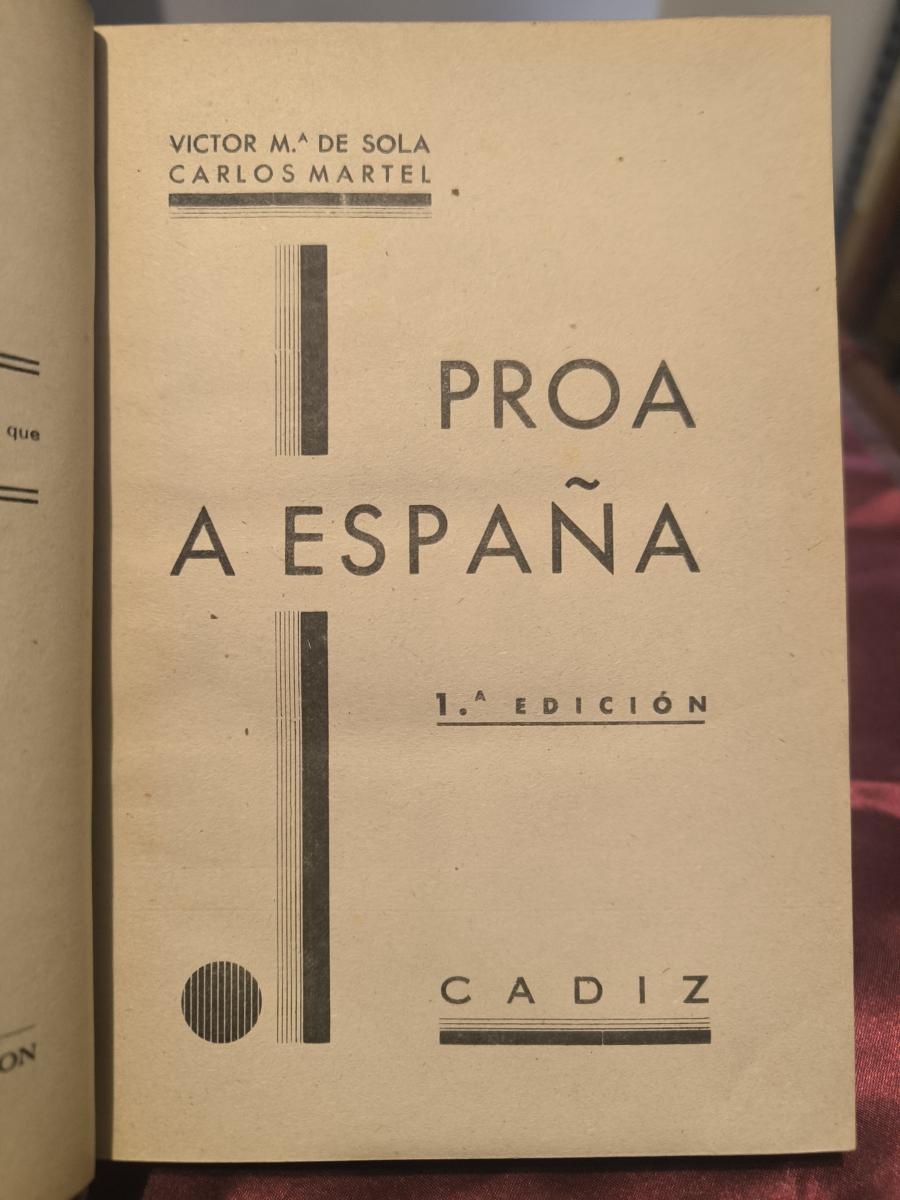 VICTOR M.ª DE SOLA
CARLOS MARTEL
PROA
A ESPAÑA
1.ª EDICIÓN
CADIZ
que
ON